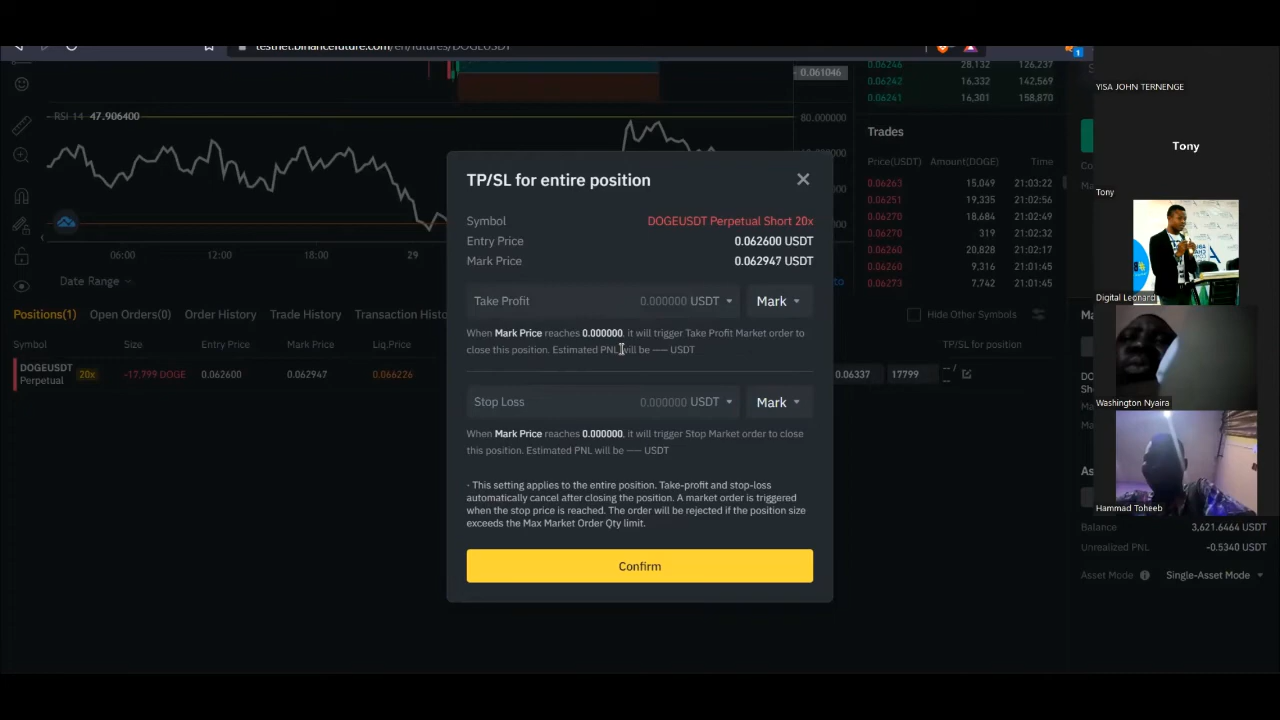 testnet.binancefuture.com/en/futures/DOGEUSDT
1
0.061046
RSI 14 47.906400
80.000000
06:00 12:00 18:00 29
Date Range
0.06246 28,132 126,237
0.06242 16,332 142,569
0.06241 16,301 158,870
Trades
Price(USDT) Amount(DOGE) Time
0.06263 15,049 21:03:22
0.06251 19,335 21:02:56
0.06270 18,684 21:02:49
0.06270 319 21:02:32
0.06260 20,828 21:02:17
0.06260 9,316 21:01:45
0.06273 7,742 21:01:45
Positions(1) Open Orders(0) Order History Trade History Transaction Histo
Hide Other Symbols
Symbol Size Entry Price Mark Price Liq.Price TP/SL for position
DOGEUSDT
Perpetual 20x -17,799 DOGE 0.062600 0.062947 0.066226 0.06337 17799 --/
--
TP/SL for entire position
Symbol DOGEUSDT Perpetual Short 20x
Entry Price 0.062600 USDT
Mark Price 0.062947 USDT
Take Profit 0.000000 USDT Mark
When Mark Price reaches 0.000000, it will trigger Take Profit Market order to
close this position. Estimated PNL will be -- USDT
Stop Loss 0.000000 USDT Mark
When Mark Price reaches 0.000000, it will trigger Stop Market order to close
this position. Estimated PNL will be -- USDT
· This setting applies to the entire position. Take-profit and stop-loss
automatically cancel after closing the position. A market order is triggered
when the stop price is reached. The order will be rejected if the position size
exceeds the Max Market Order Qty limit.
Confirm
YISA JOHN TERNENGE
Tony
Tony
Digital Leonard
Washington Nyaira
Hammad Toheeb
Balance 3,621.6464 USDT
Unrealized PNL -0.5340 USDT
Asset Mode Single-Asset Mode